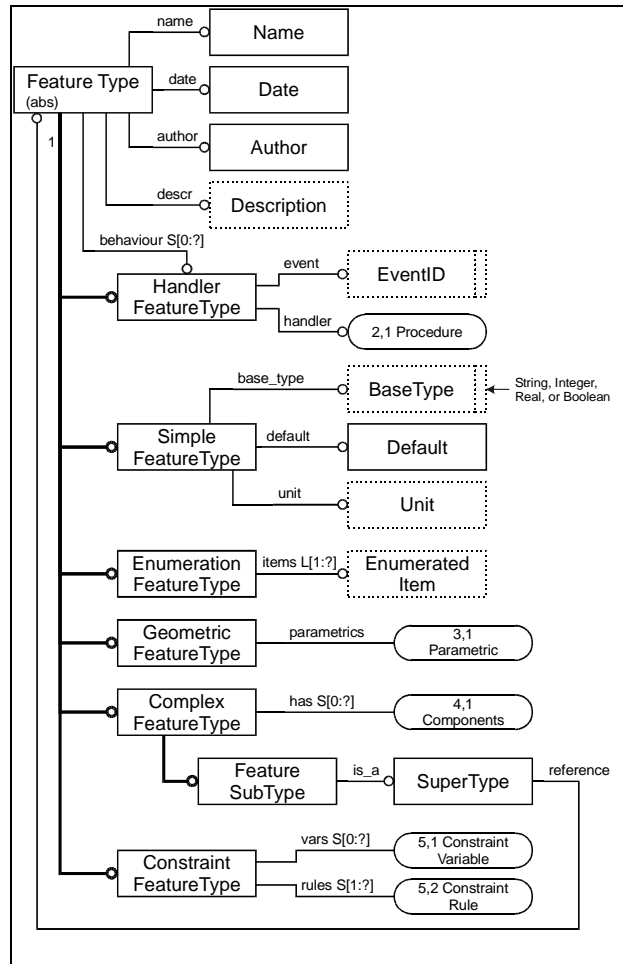 name
Name
Feature Type
(abs)
date
Date
1
author
Author
descr
Description
behaviour S[0:?]
event
EventID
Handler
FeatureType
handler
2,1 Procedure
base_type
BaseType
String, Integer,
Real, or Boolean
Simple
FeatureType
default
Default
unit
Unit
Enumeration
FeatureType
items L[1:?]
Enumerated
Item
Geometric
FeatureType
parametrics
3,1
Parametric
Complex
FeatureType
has S[0:?]
4,1
Components
Feature
SubType
is_a
SuperType
reference
Constraint
FeatureType
vars S[0:?]
5,1 Constraint
Variable
rules S[1:?]
5,2 Constraint
Rule